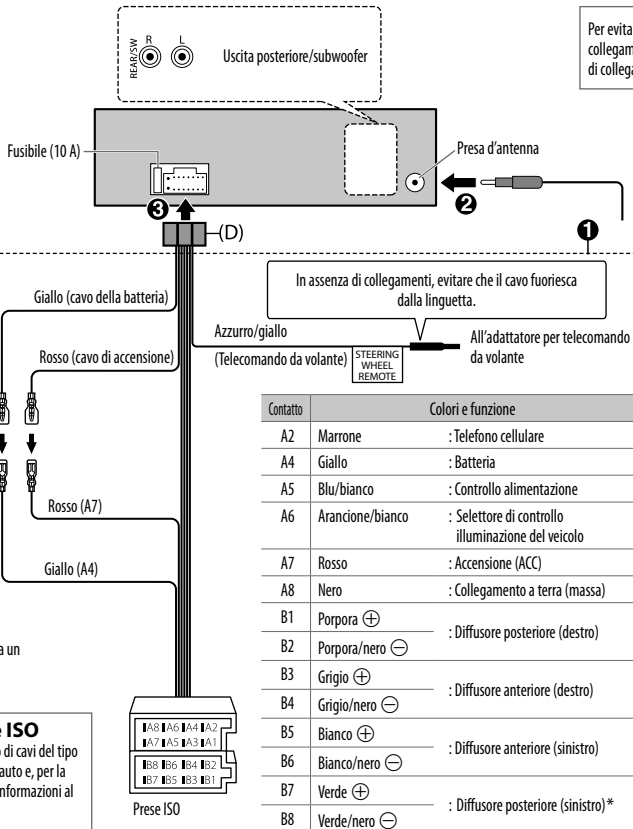 REAR/SW
R L
Uscita posteriore/subwoofer
Per evita
collegam
di collega
Fusibile (10 A)
Presa d'antenna
❸
❷
❶
(D)
In assenza di collegamenti, evitare che il cavo fuoriesca
dalla linguetta.
Giallo (cavo della batteria)
Azzurro/giallo
(Telecomando da volante)
STEERING
WHEEL
REMOTE
All'adattatore per telecomando
da volante
Rosso (cavo di accensione)
Rosso (A7)
Giallo (A4)
Contatto Colori e funzione
A2 Marrone : Telefono cellulare
A4 Giallo : Batteria
A5 Blu/bianco : Controllo alimentazione
A6 Arancione/bianco : Selettore di controllo
illuminazione del veicolo
A7 Rosso : Accensione (ACC)
A8 Nero : Collegamento a terra (massa)
B1 Porpora ⊕
: Diffusore posteriore (destro)
B2 Porpora/nero ⊖
B3 Grigio ⊕
: Diffusore anteriore (destro)
B4 Grigio/nero ⊖
B5 Bianco ⊕
: Diffusore anteriore (sinistro)
B6 Bianco/nero ⊖
B7 Verde ⊕
: Diffusore posteriore (sinistro)*
B8 Verde/nero ⊖
a un
e ISO
o di cavi del tipo
auto e, per la
nformazioni al
A8 A6 A4 A2
A7 A5 A3 A1
B8 B6 B4 B2
B7 B5 B3 B1
Prese ISO